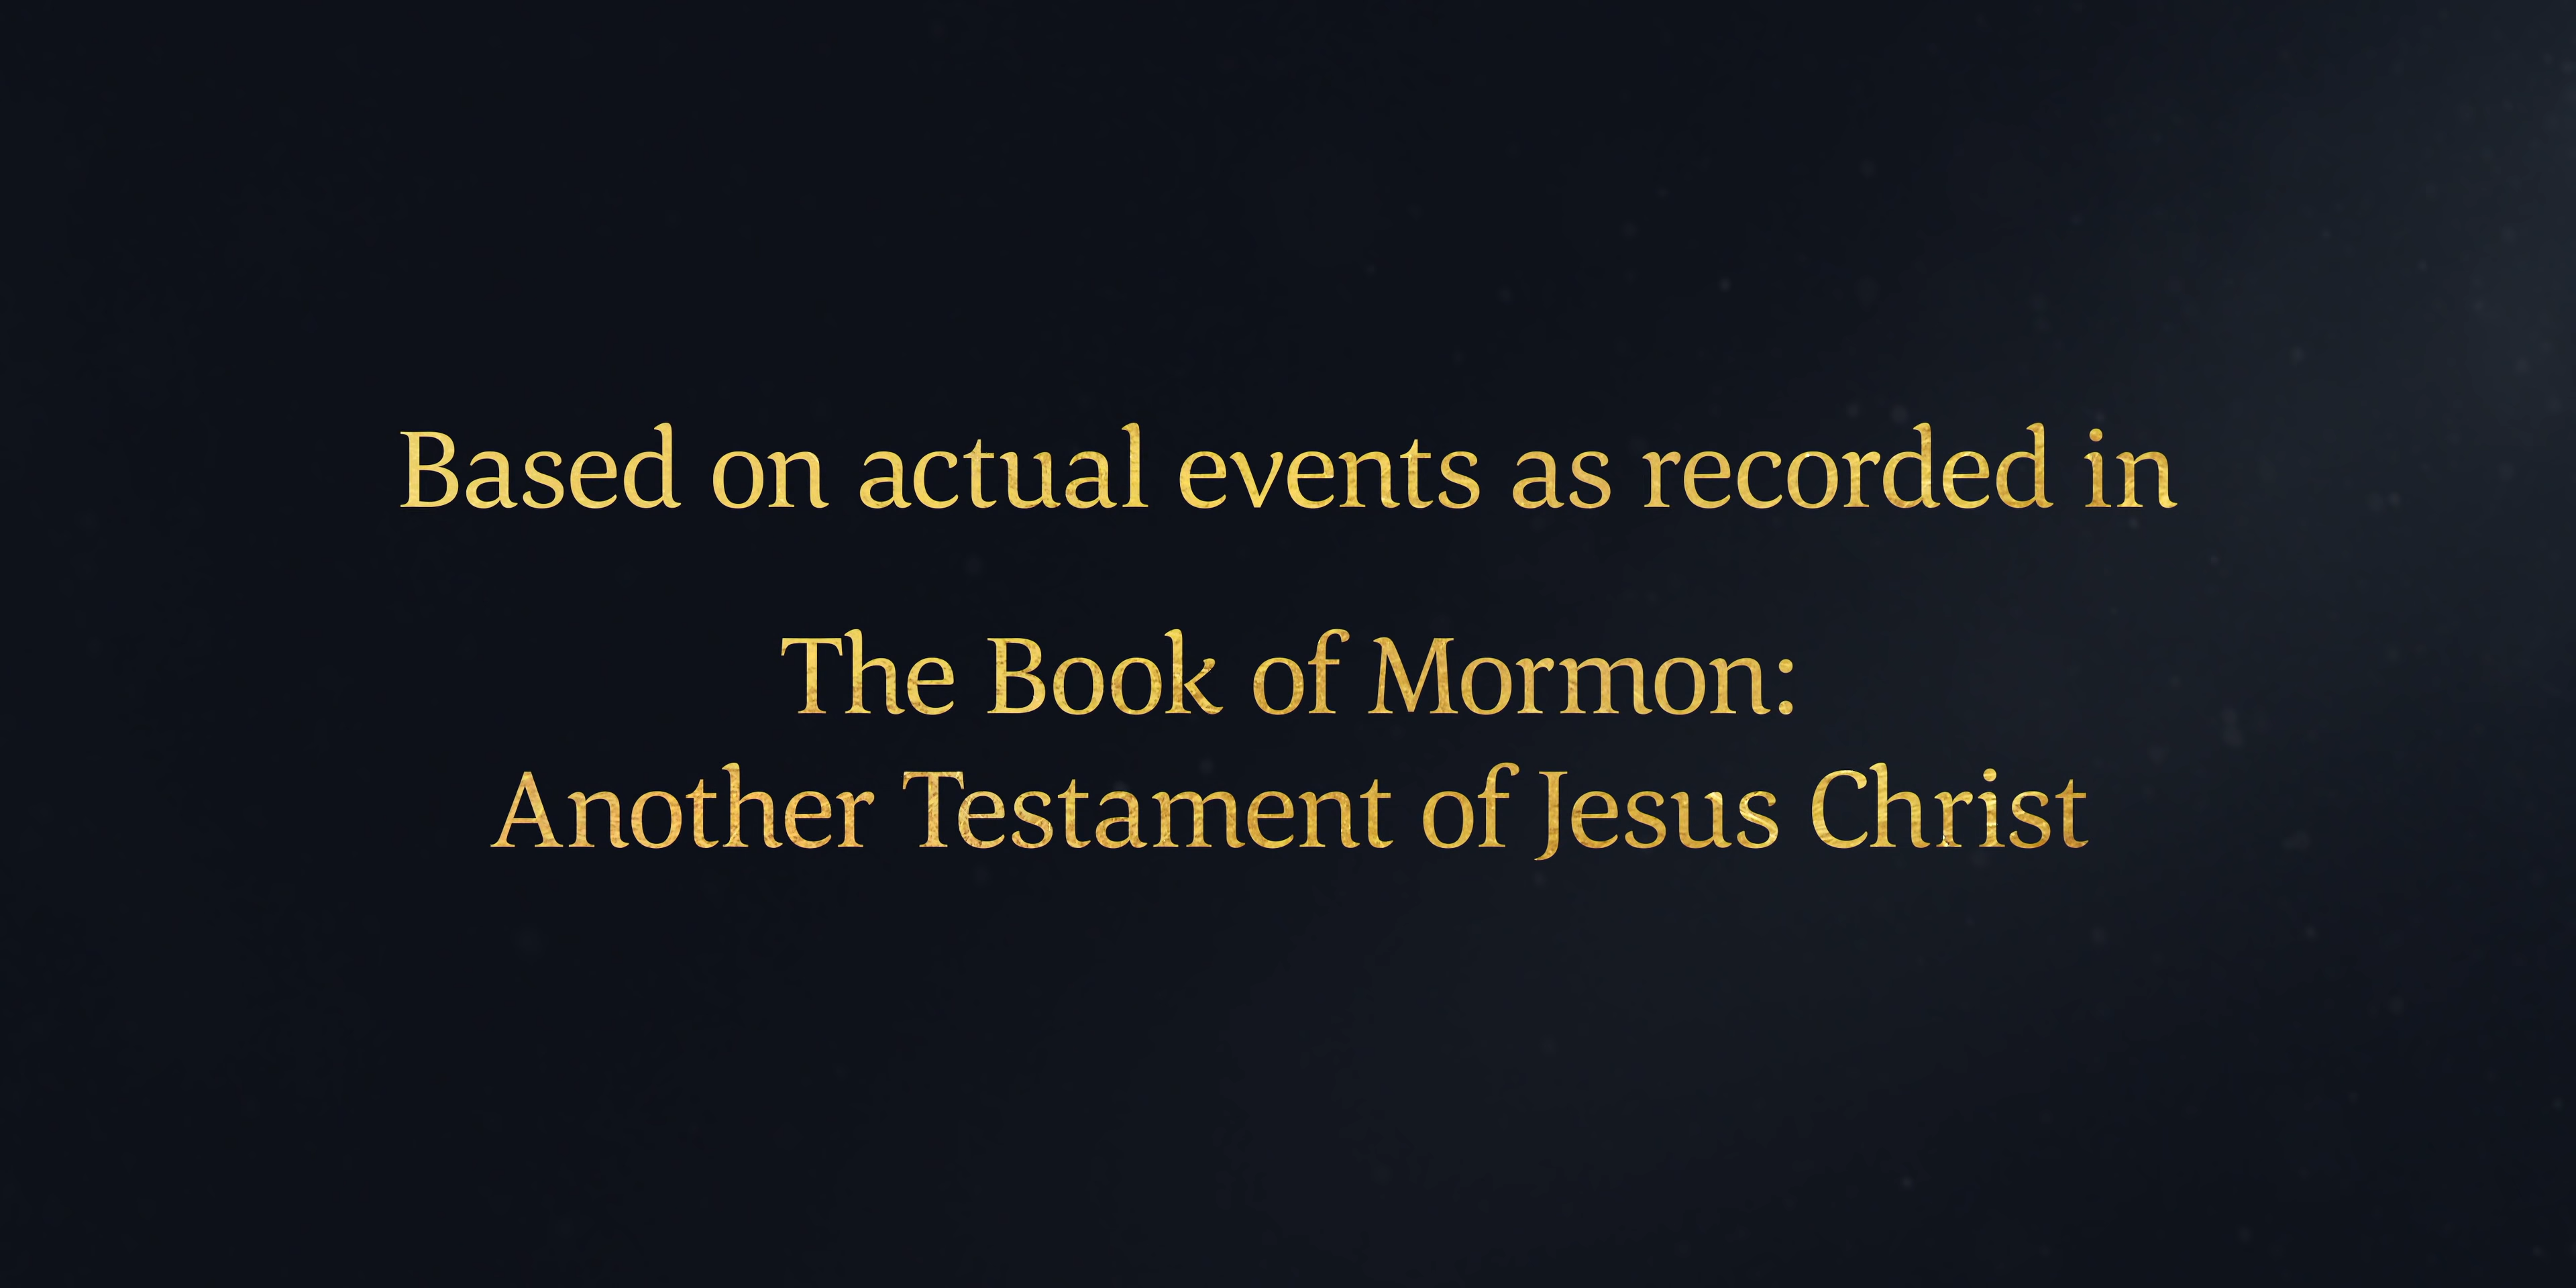 Based on actual events as recorded in
The Book of Mormon:
Another Testament of Jesus Christ